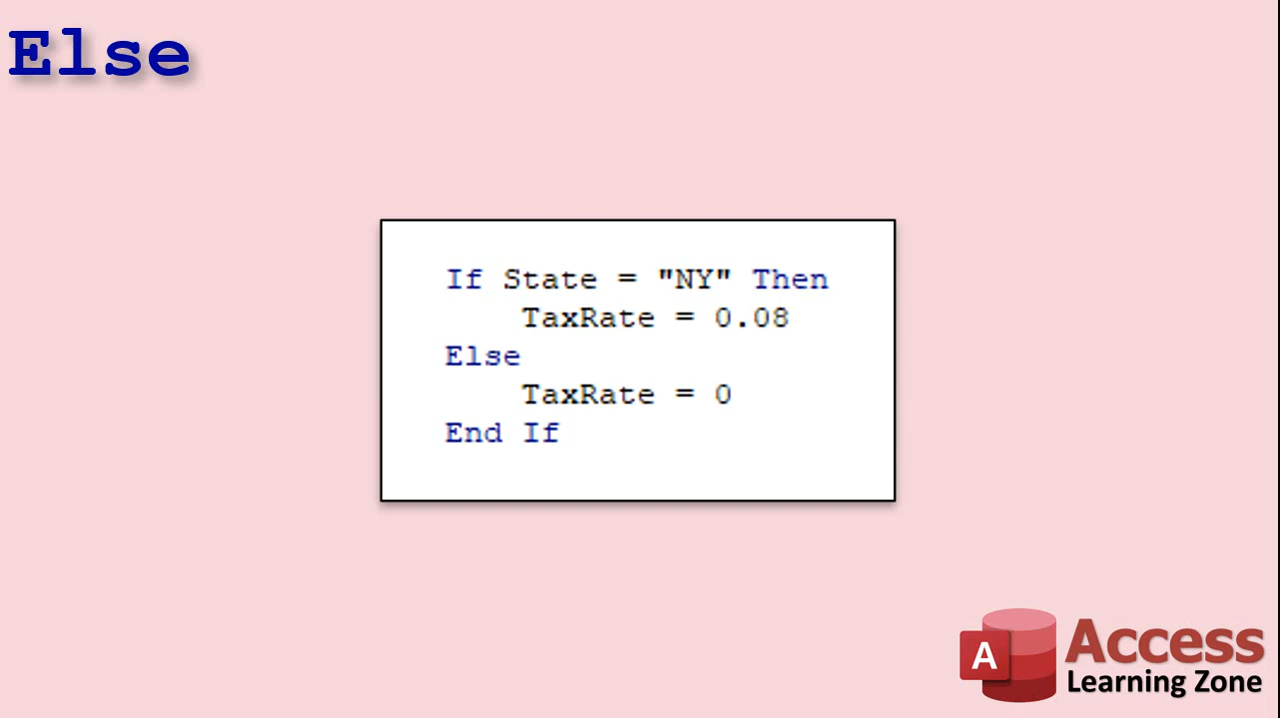 Else
If State = "NY" Then
    TaxRate = 0.08
Else
    TaxRate = 0
End If
A
Access
Learning Zone